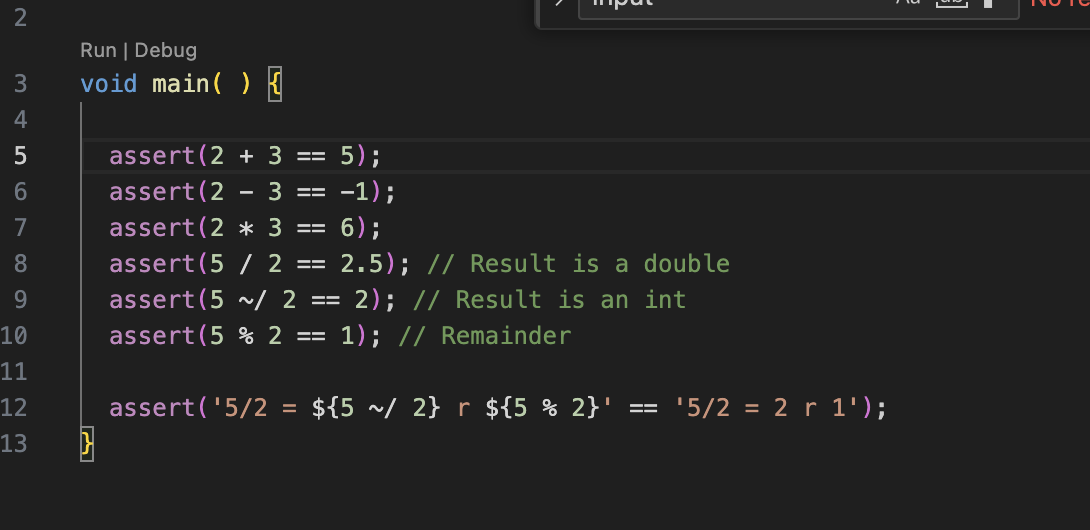 input Aa ab No re
2
Run | Debug
3 void main( ) {
4
5 assert(2 + 3 == 5);
6 assert(2 - 3 == -1);
7 assert(2 * 3 == 6);
8 assert(5 / 2 == 2.5); // Result is a double
9 assert(5 ~/ 2 == 2); // Result is an int
10 assert(5 % 2 == 1); // Remainder
11
12 assert('5/2 = ${5 ~/ 2} r ${5 % 2}' == '5/2 = 2 r 1');
13 }